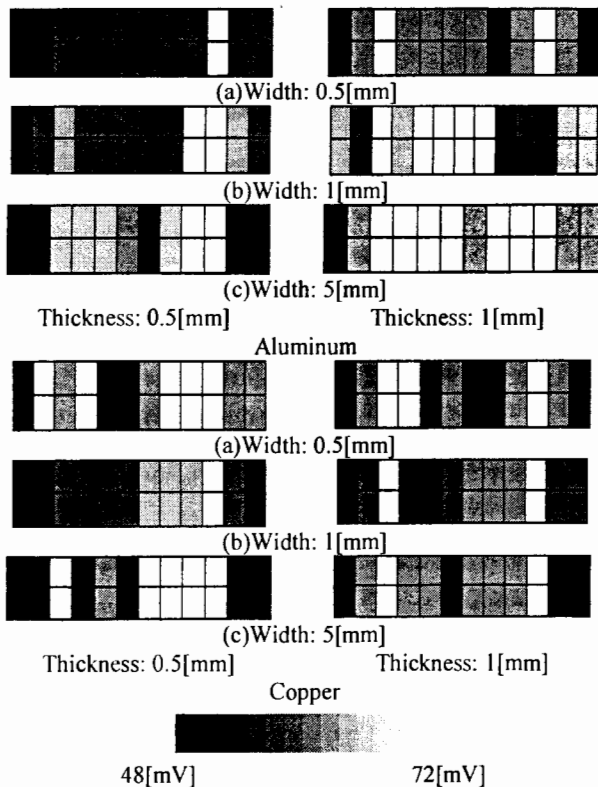 (a)Width: 0.5[mm]
(b)Width: 1[mm]
(c)Width: 5[mm]
Thickness: 0.5[mm] Thickness: 1[mm]
Aluminum
(a)Width: 0.5[mm]
(b)Width: 1[mm]
(c)Width: 5[mm]
Thickness: 0.5[mm] Thickness: 1[mm]
Copper
48[mV] 72[mV]